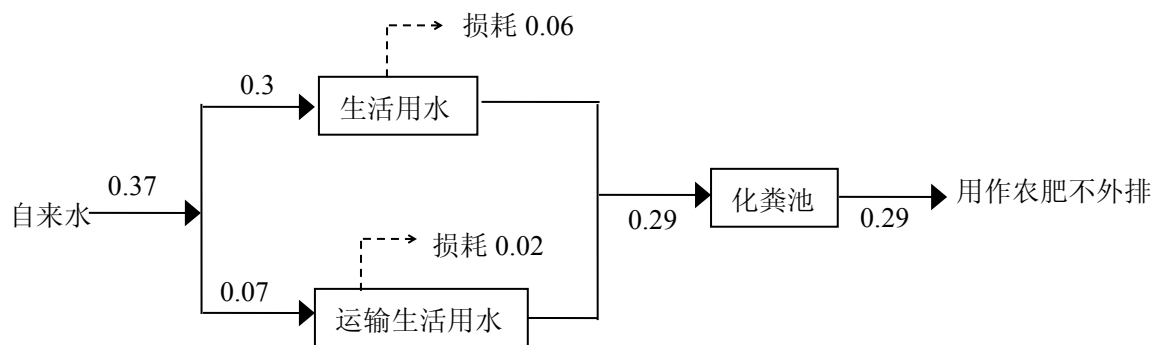 损耗 0.06
0.3
生活用水
0.37
自来水
化粪池
用作农肥不外排
0.29
0.29
损耗 0.02
0.07
运输生活用水